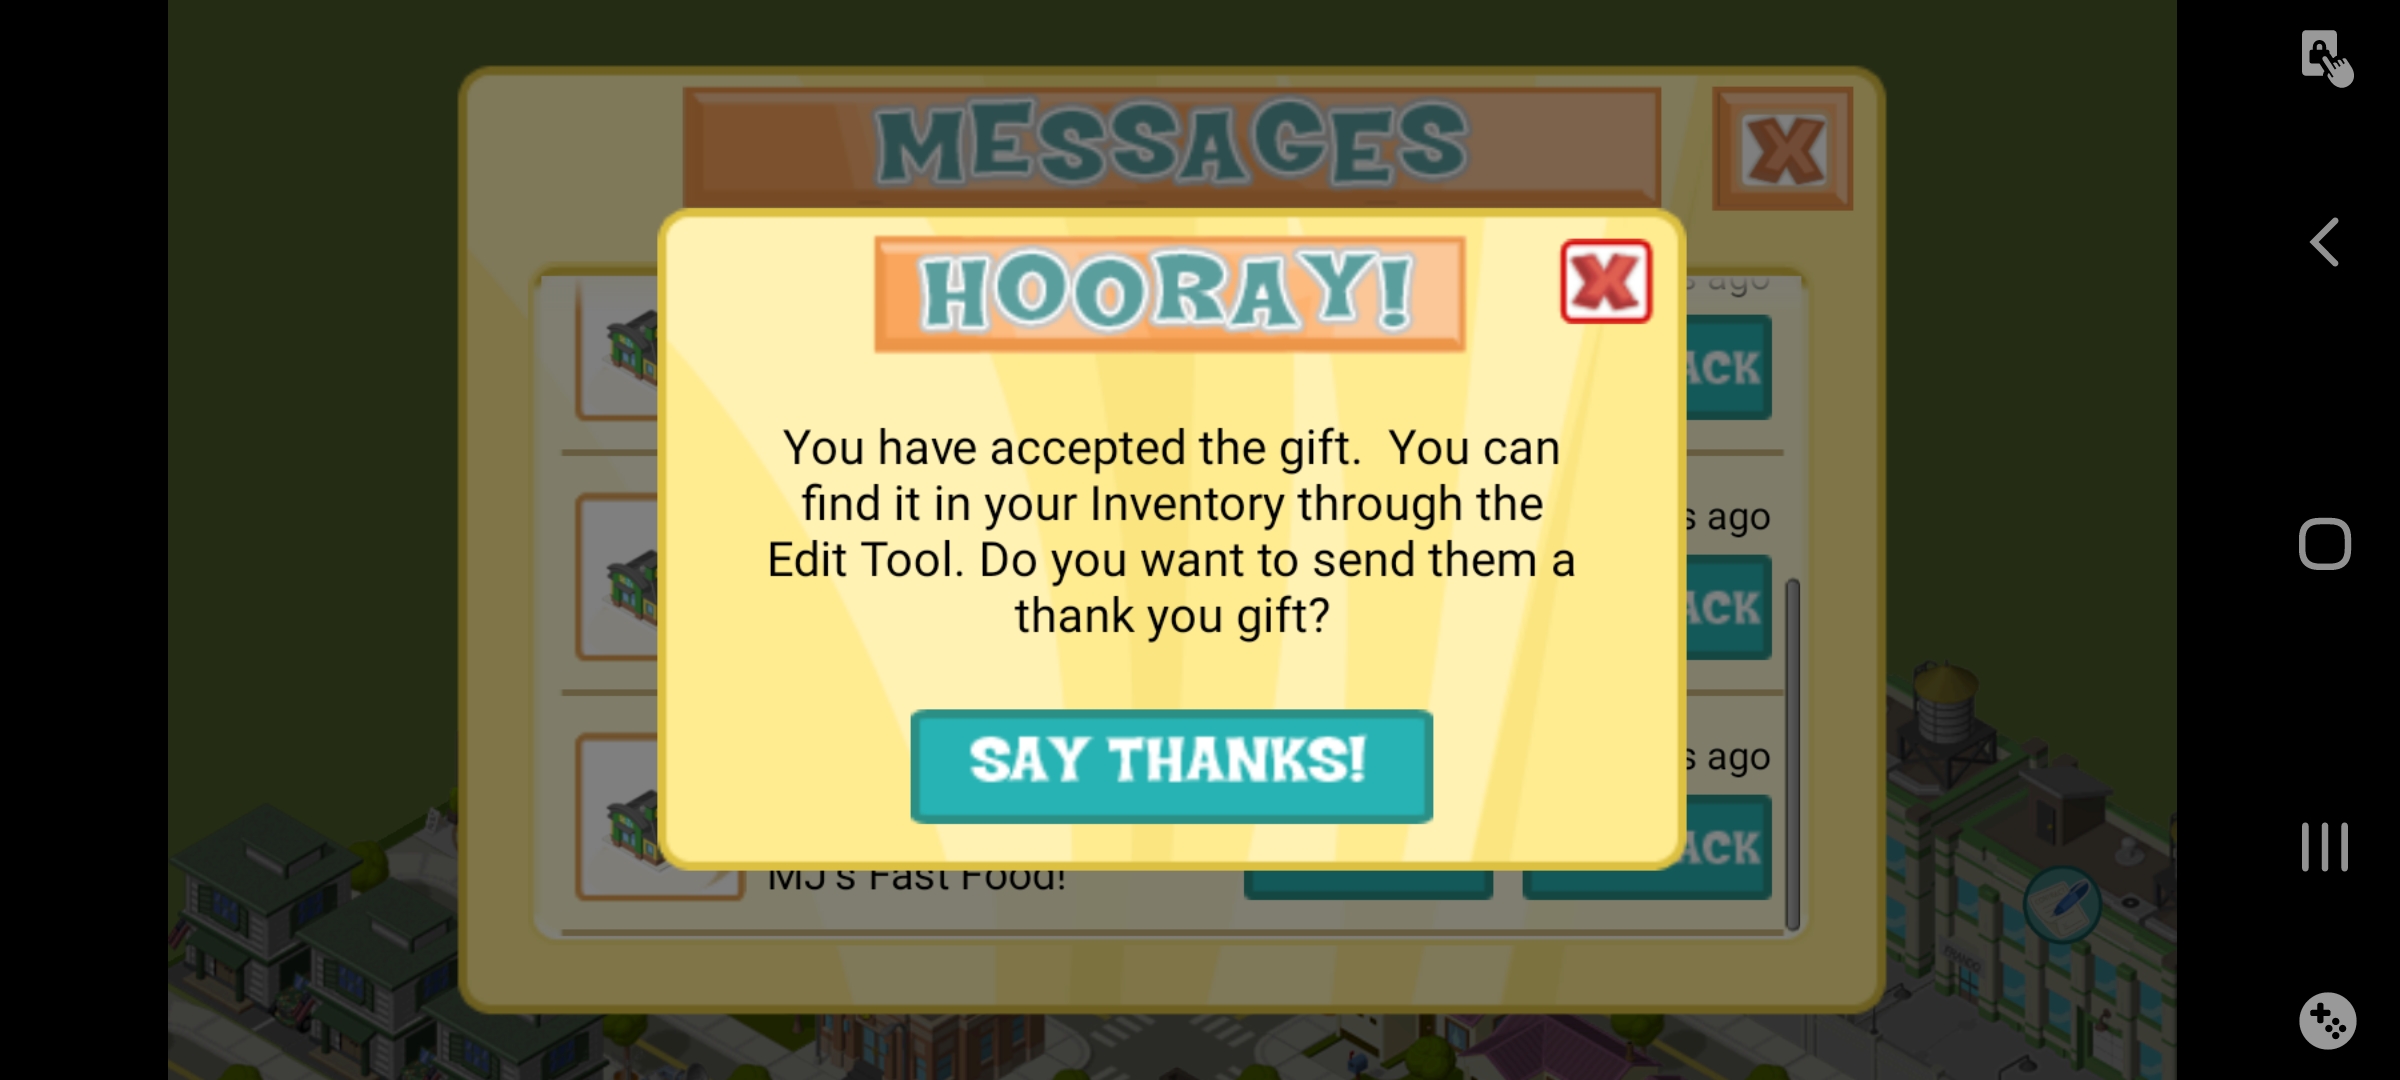 MESSAGES
HOORAY!
s ago
ACK
You have accepted the gift.  You can
find it in your Inventory through the
Edit Tool. Do you want to send them a
thank you gift?
s ago
ACK
SAY THANKS!
s ago
ACK
MJ's Fast Food!